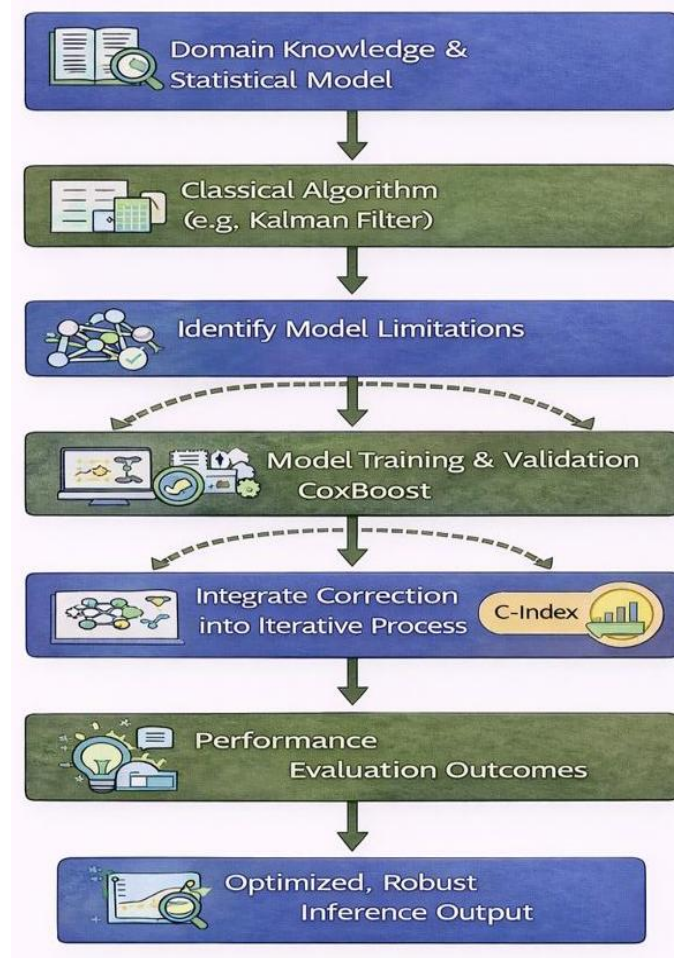 Domain Knowledge &
Statistical Model
Classical Algorithm
(e.g, Kalman Filter)
Identify Model Limitations
Model Training & Validation
CoxBoost
Integrate Correction
into Iterative Process
C-Index
Performance
Evaluation Outcomes
Optimized, Robust
Inference Output